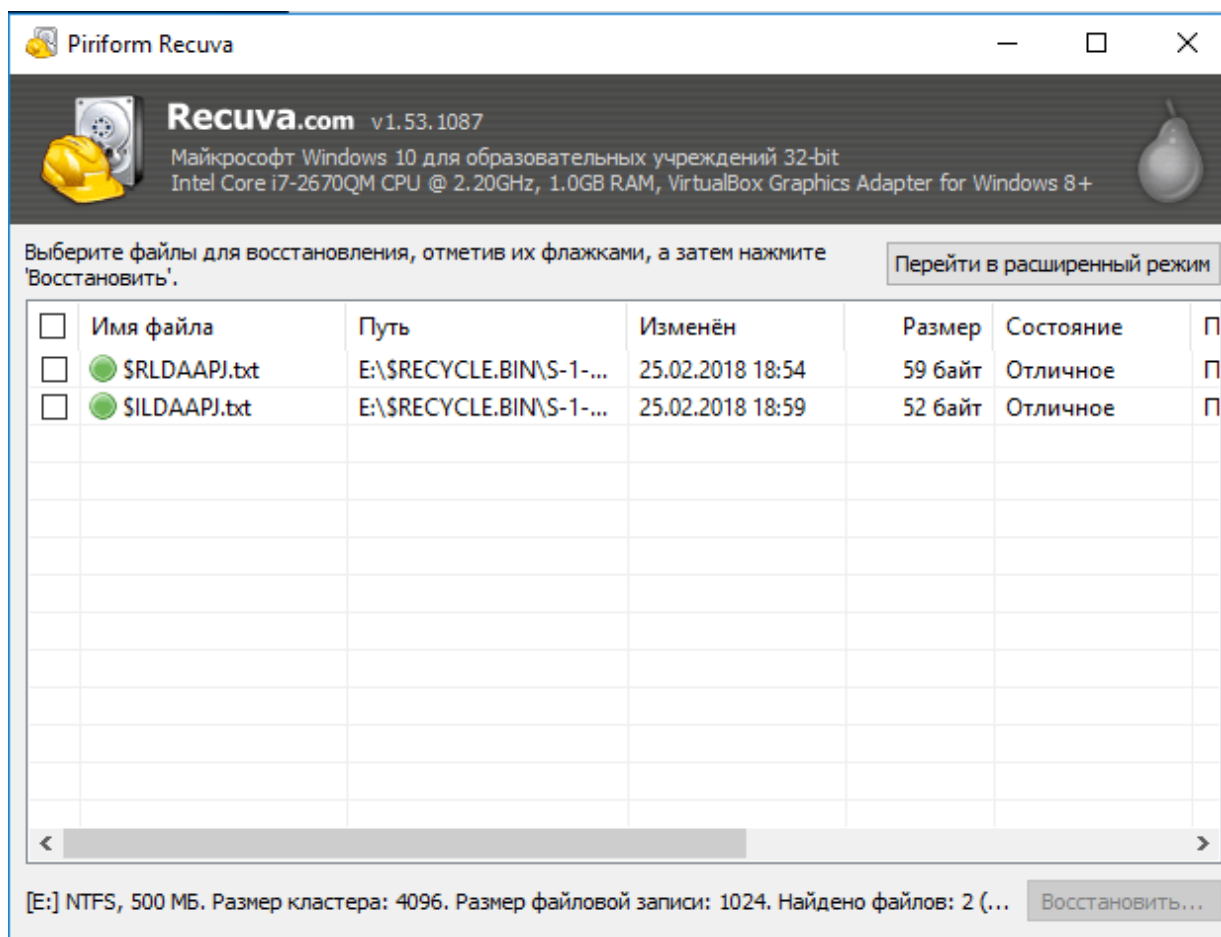 Piriform Recuva
Recuva.com v1.53.1087
Майкрософт Windows 10 для образовательных учреждений 32-bit
Intel Core i7-2670QM CPU @ 2.20GHz, 1.0GB RAM, VirtualBox Graphics Adapter for Windows 8+
Выберите файлы для восстановления, отметив их флажками, а затем нажмите
'Восстановить'.
Перейти в расширенный режим
Имя файла Путь Изменён Размер Состояние П
$RLDAAPJ.txt E:\$RECYCLE.BIN\S-1-... 25.02.2018 18:54 59 байт Отличное П
$ILDAAPJ.txt E:\$RECYCLE.BIN\S-1-... 25.02.2018 18:59 52 байт Отличное П
[E:] NTFS, 500 МБ. Размер кластера: 4096. Размер файловой записи: 1024. Найдено файлов: 2 (... Восстановить...